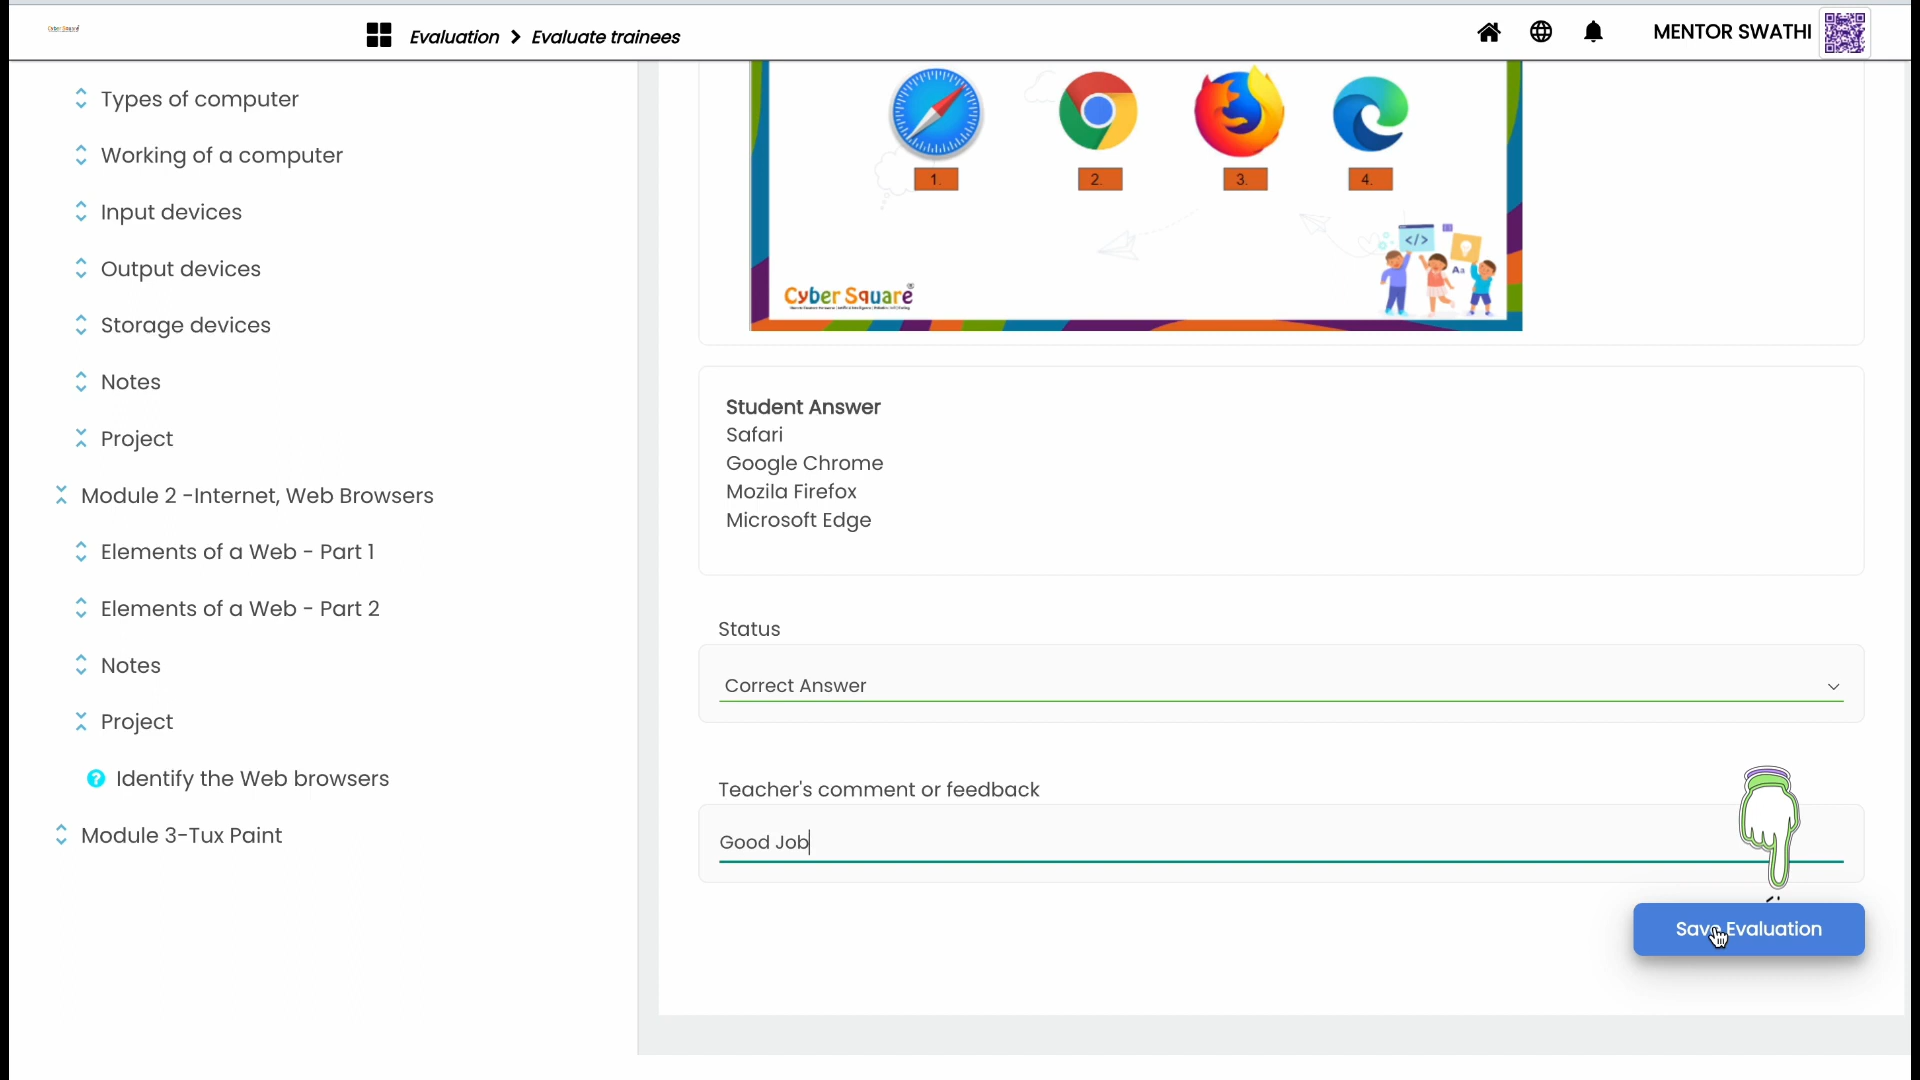 Cyber Square
Evaluation > Evaluate trainees
MENTOR SWATHI
Types of computer
Working of a computer
Input devices
Output devices
Storage devices
Notes
Project
Module 2 -Internet, Web Browsers
Elements of a Web - Part 1
Elements of a Web - Part 2
Notes
Project
Identify the Web browsers
Module 3-Tux Paint
1.
2.
3.
4.
</>
Aa
Cyber Square
Student Answer
Safari
Google Chrome
Mozila Firefox
Microsoft Edge
Status
Correct Answer
Teacher's comment or feedback
Good Job
Save Evaluation